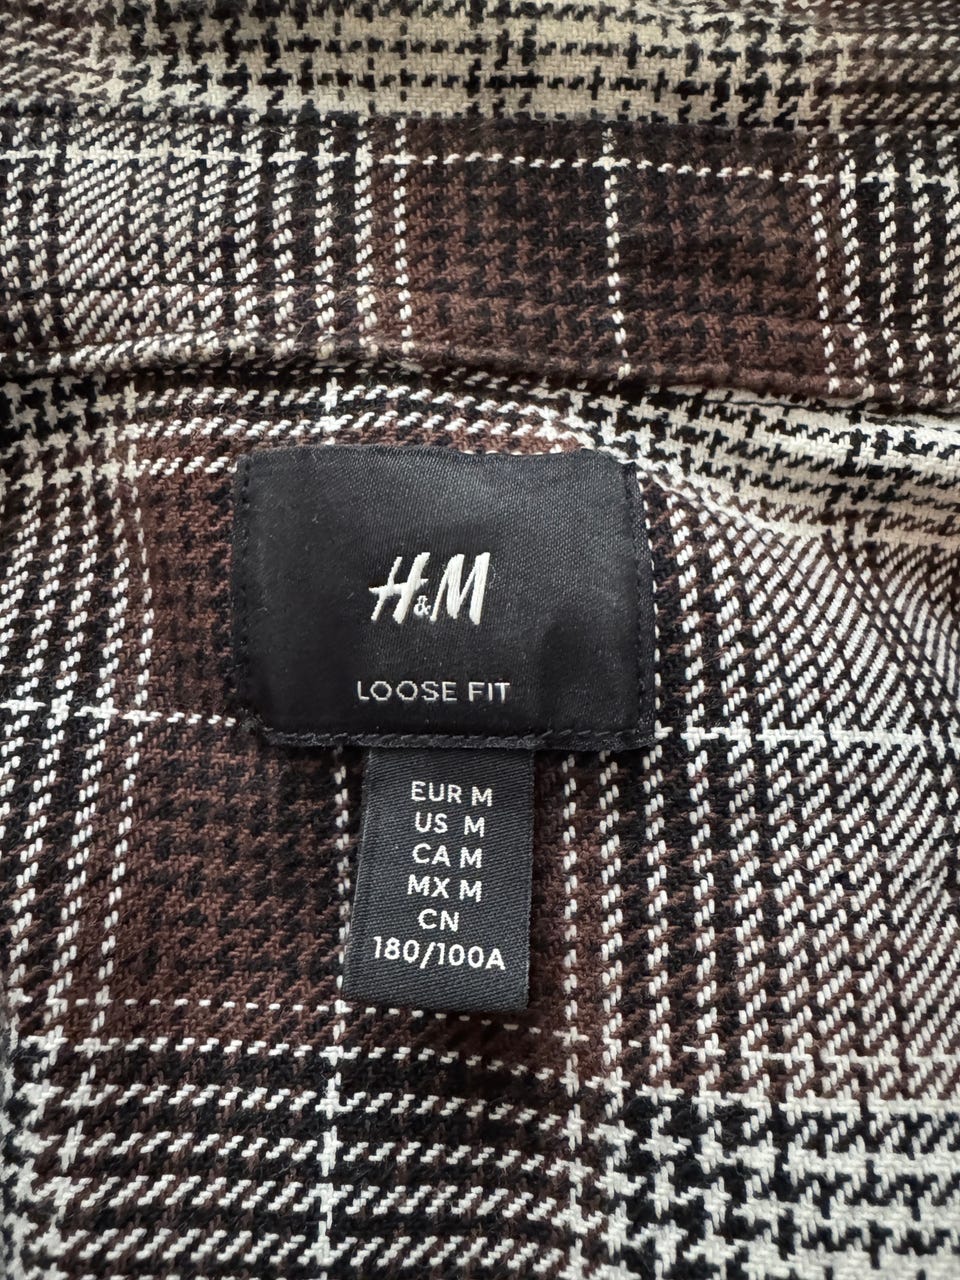 H&M
LOOSE FIT
EUR M
US M
CA M
MX M
CN
180/100A